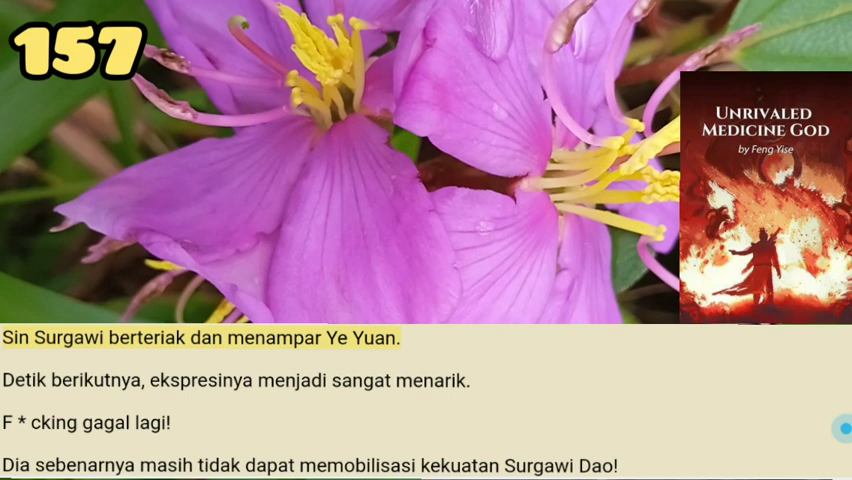 157
UNRIVALED
MEDICINE GOD
by Feng Yise
Sin Surgawi berteriak dan menampar Ye Yuan.
Detik berikutnya, ekspresinya menjadi sangat menarik.
F * cking gagal lagi!
Dia sebenarnya masih tidak dapat memobilisasi kekuatan Surgawi Dao!